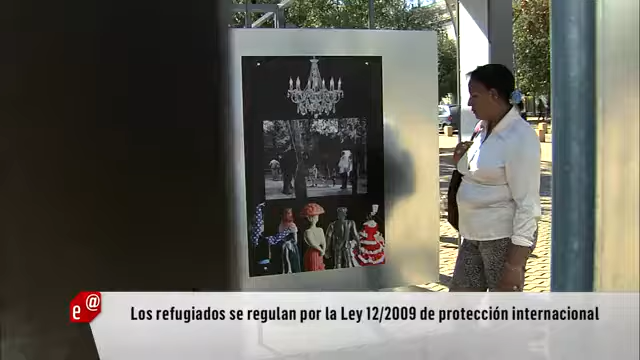 e@
Los refugiados se regulan por la Ley 12/2009 de protección internacional